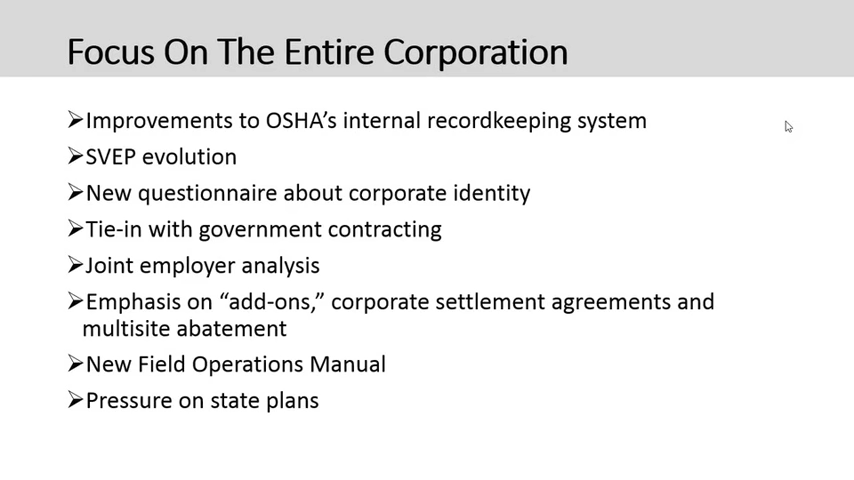 Focus On The Entire Corporation
➢Improvements to OSHA’s internal recordkeeping system
➢SVEP evolution
➢New questionnaire about corporate identity
➢Tie-in with government contracting
➢Joint employer analysis
➢Emphasis on “add-ons,” corporate settlement agreements and
multisite abatement
➢New Field Operations Manual
➢Pressure on state plans